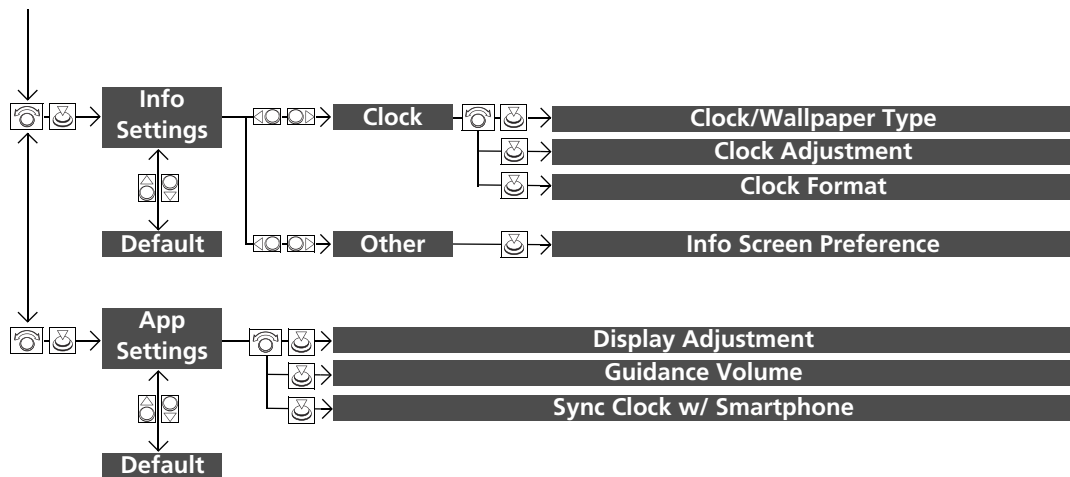 Info
Settings
Clock
Clock/Wallpaper Type
Clock Adjustment
Clock Format
Default
Other
Info Screen Preference
App
Settings
Display Adjustment
Guidance Volume
Sync Clock w/ Smartphone
Default